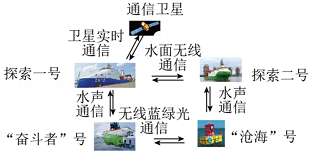 通信卫星
卫星实时
通信
水面无线
通信
探索一号
探索二号
水声
通信
无线蓝绿光
通信
水声
通信
“奋斗者”号
“沧海”号